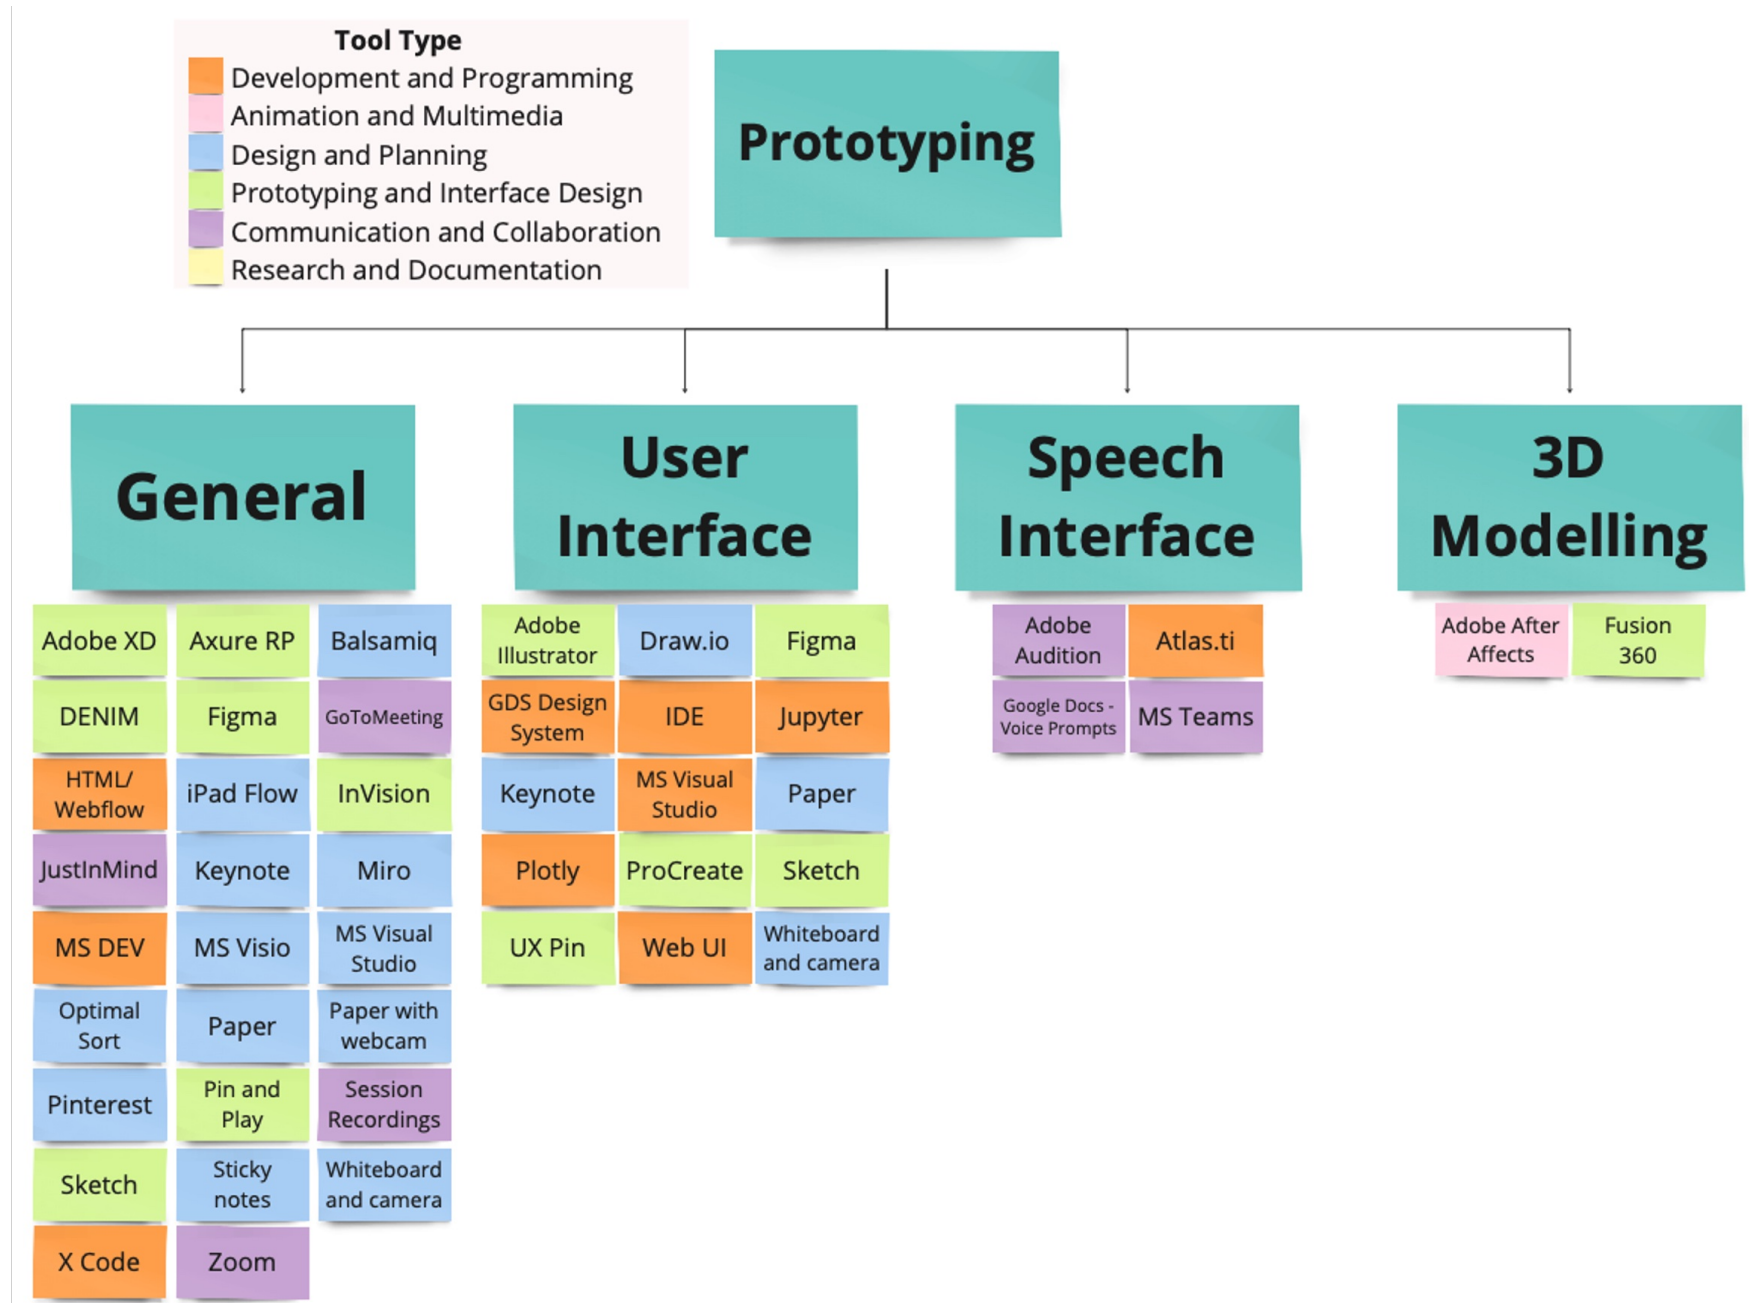 Tool Type
Development and Programming
Animation and Multimedia
Design and Planning
Prototyping and Interface Design
Communication and Collaboration
Research and Documentation
Prototyping
General
Adobe XD
Axure RP
Balsamiq
DENIM
Figma
GoToMeeting
HTML/
Webflow
iPad Flow
InVision
JustInMind
Keynote
Miro
MS DEV
MS Visio
MS Visual
Studio
Optimal
Sort
Paper
Paper with
webcam
Pinterest
Pin and
Play
Session
Recordings
Sketch
Sticky
notes
Whiteboard
and camera
X Code
Zoom
User
Interface
Adobe
Illustrator
Draw.io
Figma
GDS Design
System
IDE
Jupyter
Keynote
MS Visual
Studio
Paper
Plotly
ProCreate
Sketch
UX Pin
Web UI
Whiteboard
and camera
Speech
Interface
Adobe
Audition
Atlas.ti
Google Docs -
Voice Prompts
MS Teams
3D
Modelling
Adobe After
Affects
Fusion
360